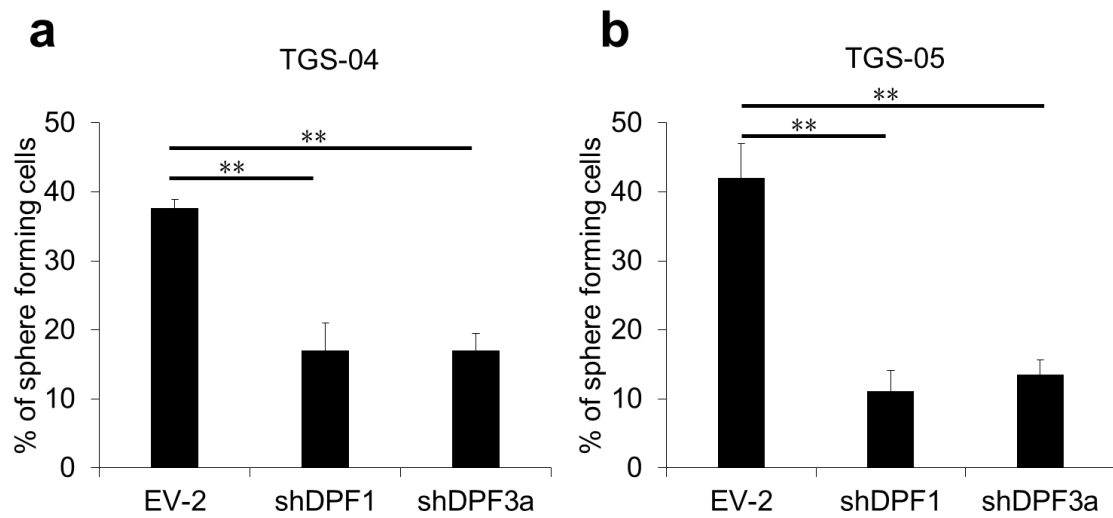 a
TGS-04
% of sphere forming cells
50
40
30
20
10
0
**
**
EV-2 shDPF1 shDPF3a
b
TGS-05
% of sphere forming cells
50
40
30
20
10
0
**
**
EV-2 shDPF1 shDPF3a